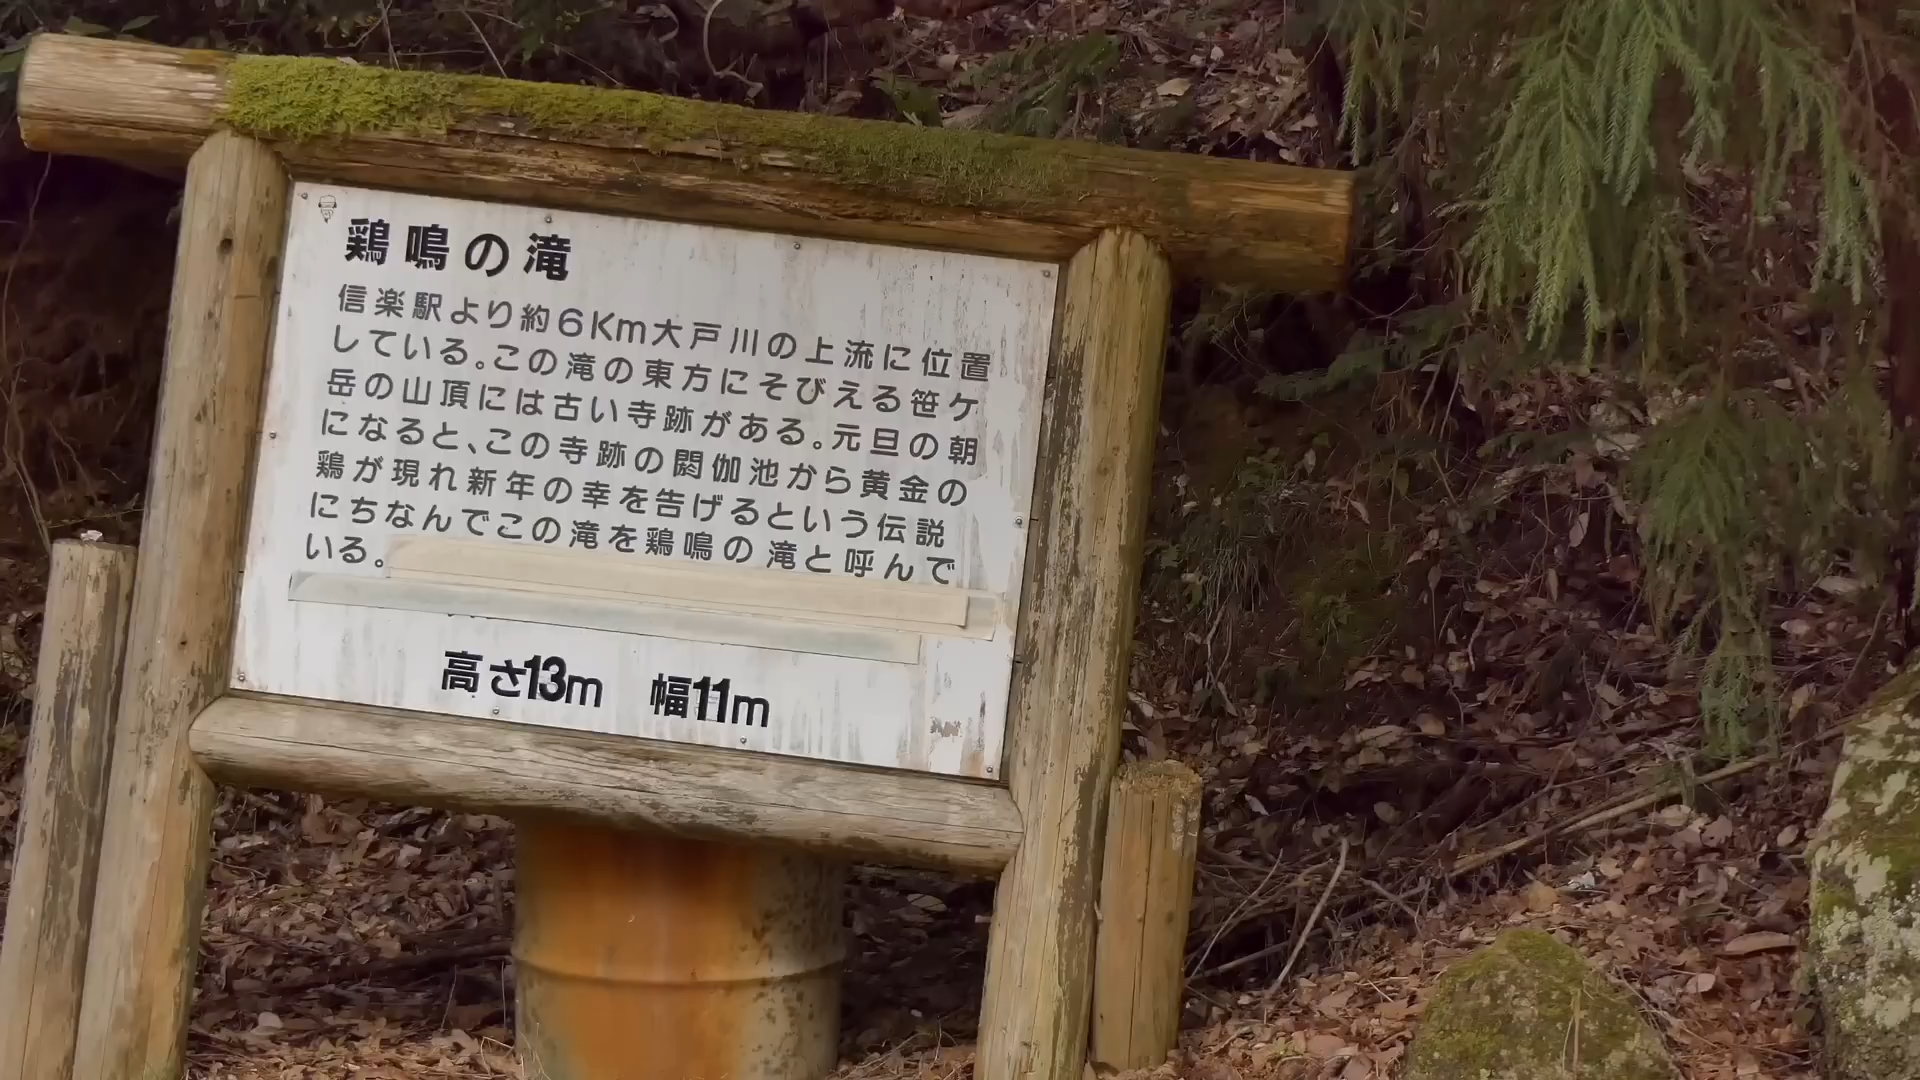 鶏鳴の滝
信楽駅より約6Km大戸川の上流に位置
している。この滝の東方にそびえる笹ケ
岳の山頂には古い寺跡がある。元旦の朝
になると、この寺跡の閼伽池から黄金の
鶏が現れ新年の幸を告げるという伝説
にちなんでこの滝を鶏鳴の滝と呼んで
いる。
高さ13m 幅11m